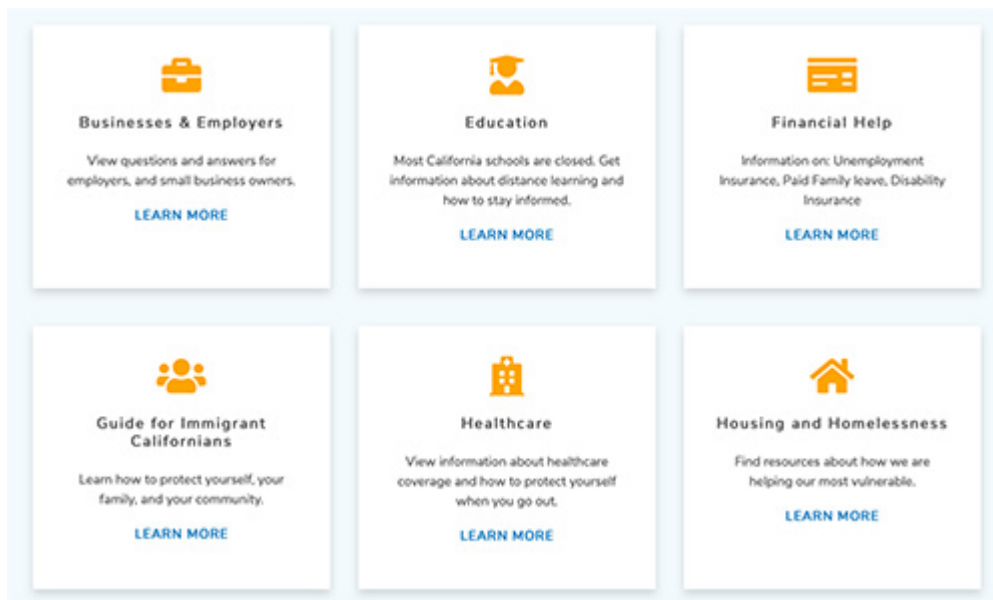 Businesses & Employers
View questions and answers for
employers, and small business owners.
LEARN MORE
Education
Most California schools are closed. Get
information about distance learning and
how to stay informed.
LEARN MORE
Financial Help
Information on: Unemployment
Insurance, Paid Family leave, Disability
Insurance
LEARN MORE
Guide for Immigrant
Californians
Learn how to protect yourself, your
family, and your community.
LEARN MORE
Healthcare
View information about healthcare
coverage and how to protect yourself
when you go out.
LEARN MORE
Housing and Homelessness
Find resources about how we are
helping our most vulnerable.
LEARN MORE